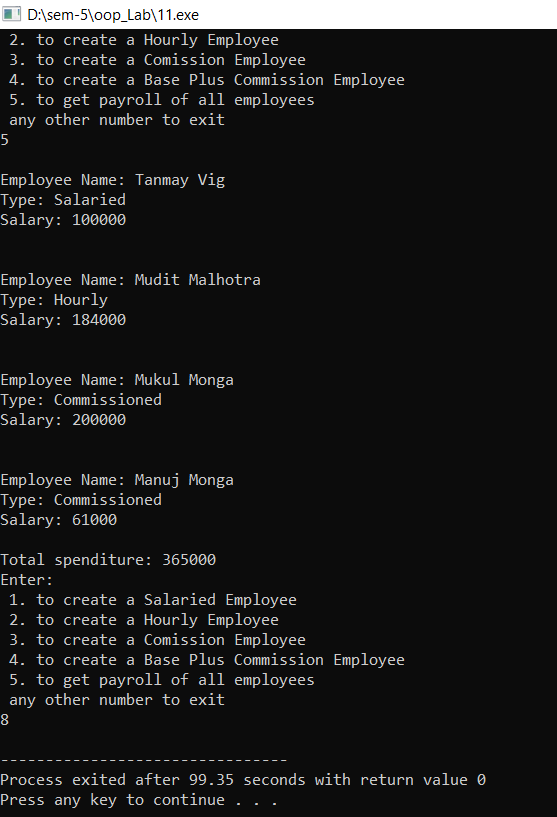 D:\sem-5\oop_Lab\11.exe
2. to create a Hourly Employee
3. to create a Comission Employee
4. to create a Base Plus Commission Employee
5. to get payroll of all employees
any other number to exit
5
Employee Name: Tanmay Vig
Type: Salaried
Salary: 100000
Employee Name: Mudit Malhotra
Type: Hourly
Salary: 184000
Employee Name: Mukul Monga
Type: Commissioned
Salary: 200000
Employee Name: Manuj Monga
Type: Commissioned
Salary: 61000
Total spenditure: 365000
Enter:
1. to create a Salaried Employee
2. to create a Hourly Employee
3. to create a Comission Employee
4. to create a Base Plus Commission Employee
5. to get payroll of all employees
any other number to exit
8
--------------------------------
Process exited after 99.35 seconds with return value 0
Press any key to continue . . .